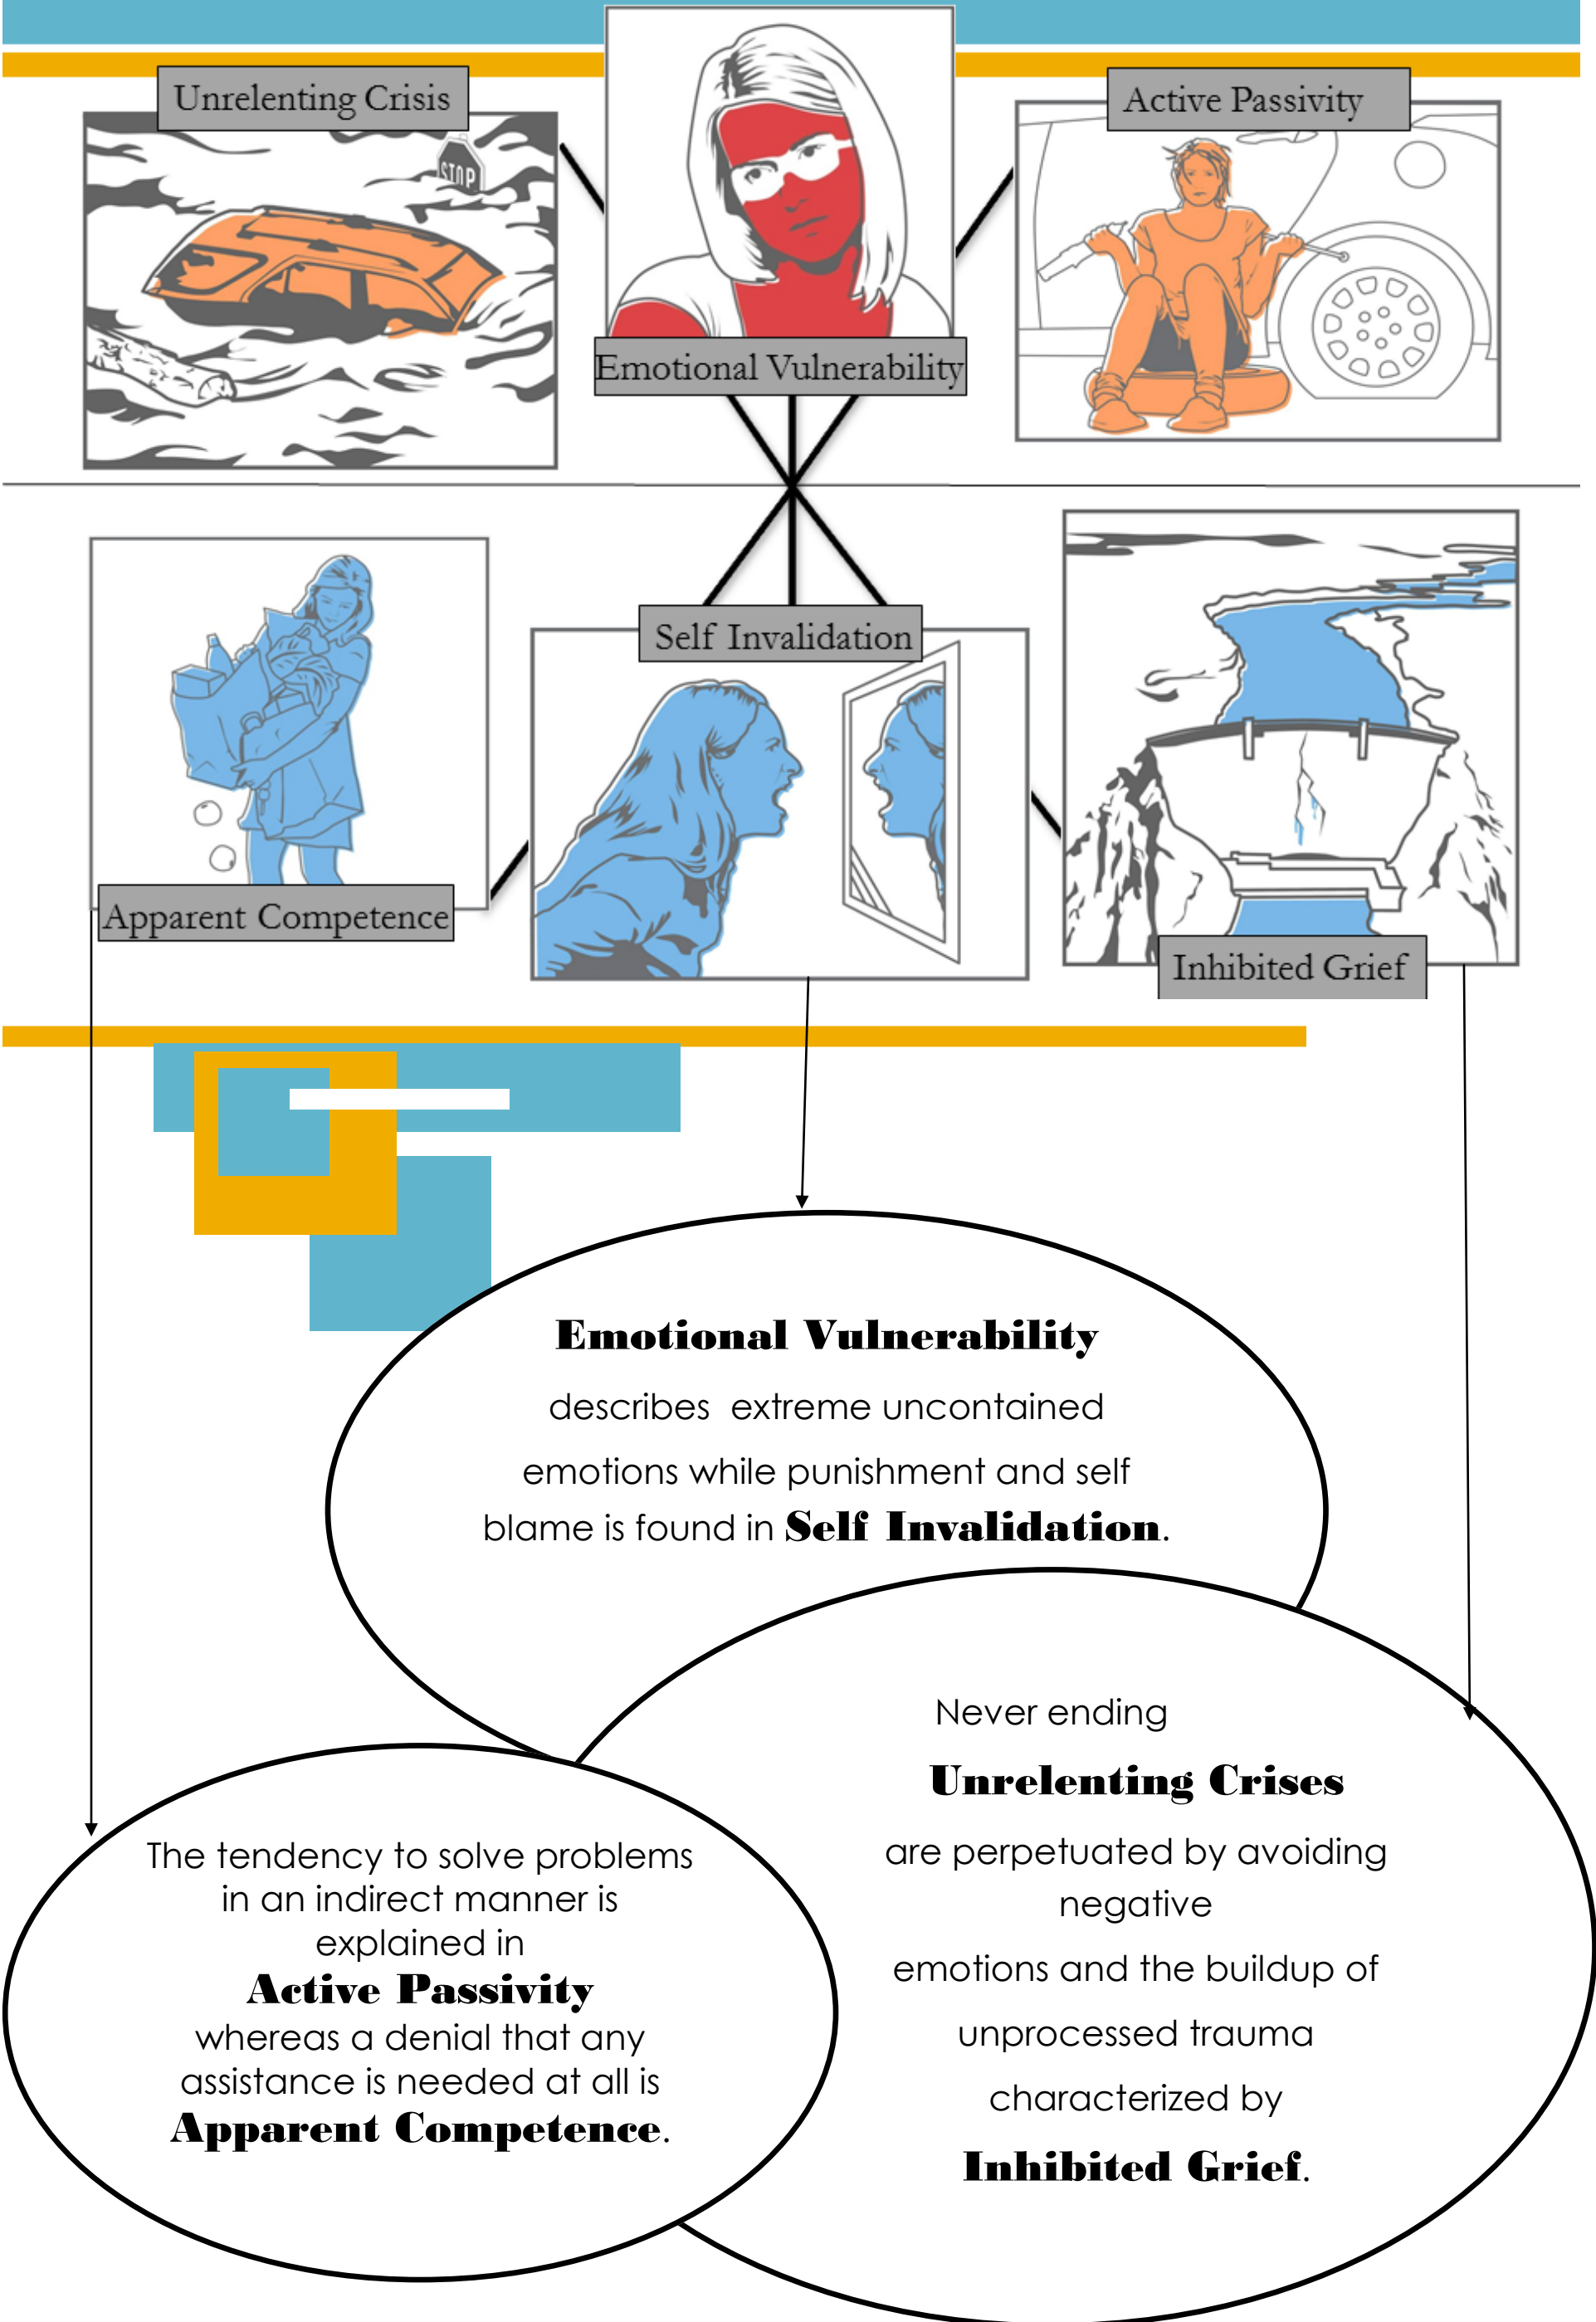 Unrelenting Crisis
STOP
Emotional Vulnerability
Active Passivity
Apparent Competence
Self Invalidation
Inhibited Grief
Emotional Vulnerability
describes  extreme uncontained
emotions while punishment and self
blame is found in Self Invalidation.
Never ending
Unrelenting Crises
are perpetuated by avoiding
negative
emotions and the buildup of
unprocessed trauma
characterized by
Inhibited Grief.
The tendency to solve problems
in an indirect manner is
explained in
Active Passivity
whereas a denial that any
assistance is needed at all is
Apparent Competence.